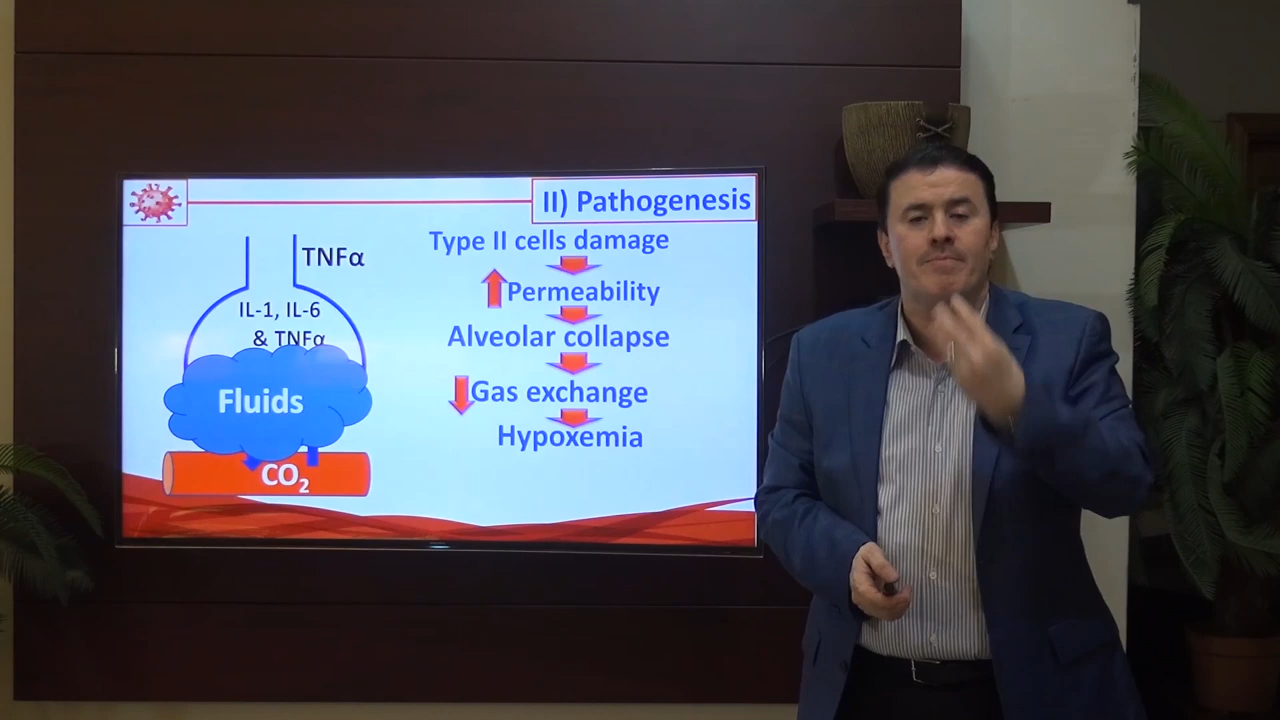 II) Pathogenesis
TNFα
IL-1, IL-6
& TNFα
Fluids
CO₂
Type II cells damage
Permeability
Alveolar collapse
Gas exchange
Hypoxemia